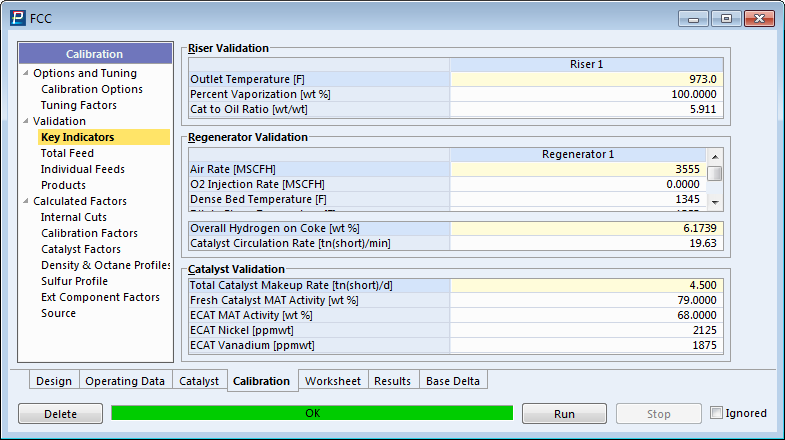 FCC
Calibration
Options and Tuning
Calibration Options
Tuning Factors
Validation
Key Indicators
Total Feed
Individual Feeds
Products
Calculated Factors
Internal Cuts
Calibration Factors
Catalyst Factors
Density & Octane Profiles
Sulfur Profile
Ext Component Factors
Source
Riser Validation
Riser 1
Outlet Temperature [F] 973.0
Percent Vaporization [wt %] 100.0000
Cat to Oil Ratio [wt/wt] 5.911
Regenerator Validation
Regenerator 1
Air Rate [MSCFH] 3555
O2 Injection Rate [MSCFH] 0.0000
Dense Bed Temperature [F] 1345
Overall Hydrogen on Coke [wt %] 6.1739
Catalyst Circulation Rate [tn(short)/min] 19.63
Catalyst Validation
Total Catalyst Makeup Rate [tn(short)/d] 4.500
Fresh Catalyst MAT Activity [wt %] 79.0000
ECAT MAT Activity [wt %] 68.0000
ECAT Nickel [ppmwt] 2125
ECAT Vanadium [ppmwt] 1875
Design Operating Data Catalyst Calibration Worksheet Results Base Delta
Delete OK Run Stop Ignored